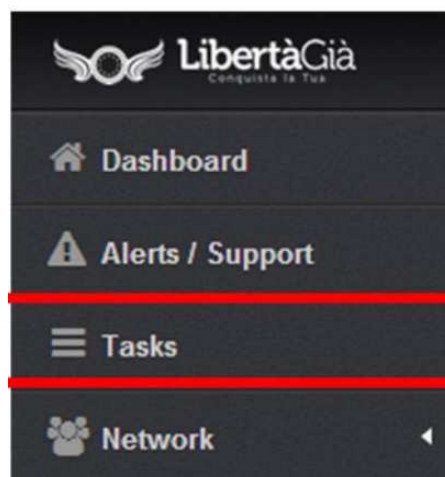 LibertàGià
Conquista la Tua
Dashboard
Alerts / Support
Tasks
Network